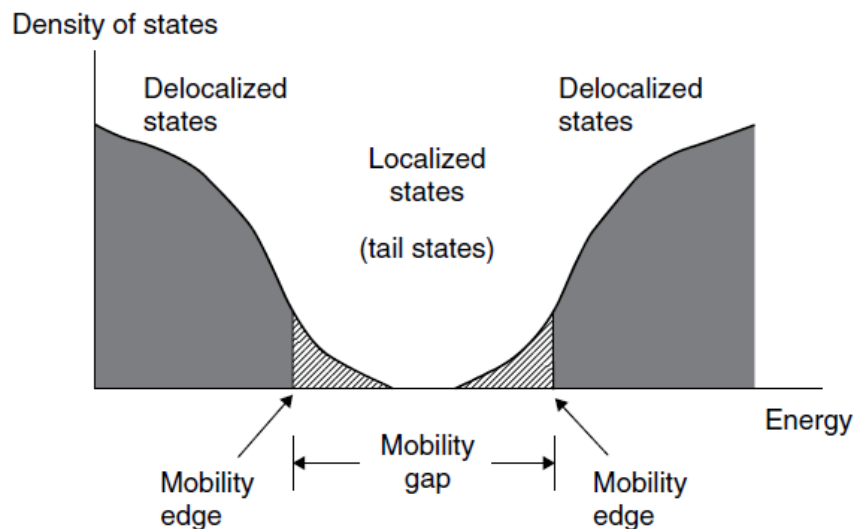 Density of states
Delocalized
states
Delocalized
states
Localized
states
(tail states)
Energy
Mobility
edge
Mobility
gap
Mobility
edge